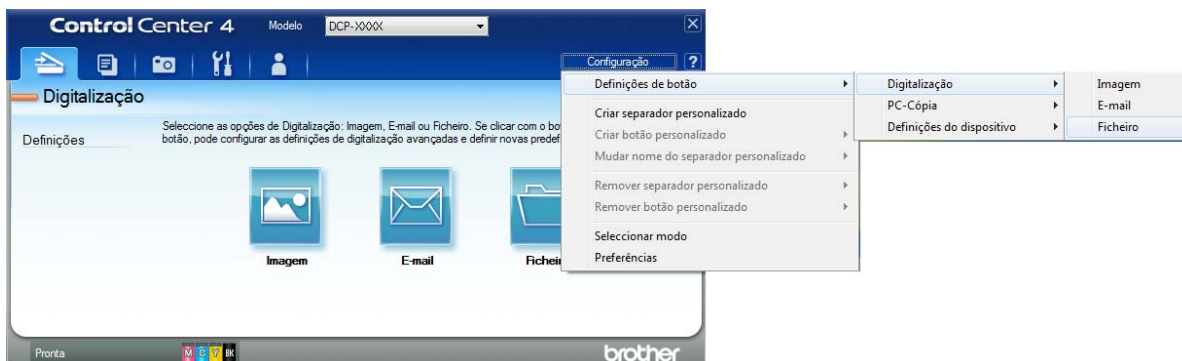 Control Center 4 Modelo DCP-XXXX
Configuração ?
Digitalização
Definições
Seleccione as opções de Digitalização: Imagem, E-mail ou Ficheiro. Se clicar com o
botão, pode configurar as definições de digitalização avançadas e definir novas
Imagem
E-mail
Definições de botão
Criar separador personalizado
Criar botão personalizado
Mudar nome do separador personalizado
Remover separador personalizado
Remover botão personalizado
Seleccionar modo
Preferências
Digitalização
PC-Cópia
Definições do dispositivo
Imagem
E-mail
Ficheiro
Pronta M C Y BK brother